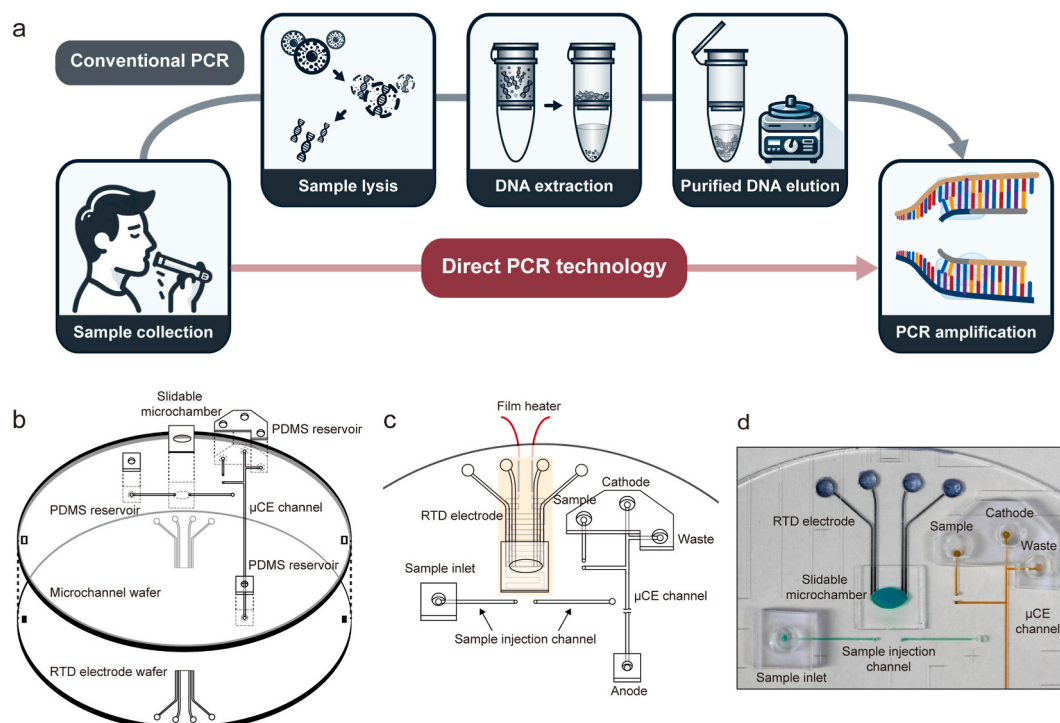 a
Conventional PCR
Sample lysis
DNA extraction
Purified DNA elution
Direct PCR technology
Sample collection
PCR amplification
b
Slidable
microchamber
PDMS reservoir
PDMS reservoir
µCE channel
PDMS reservoir
Microchannel wafer
RTD electrode wafer
c
Film heater
Cathode
Sample
RTD electrode
Waste
Sample inlet
µCE channel
Sample injection channel
Anode
d
RTD electrode
Cathode
Sample
Waste
Slidable
microchamber
µCE
channel
Sample injection
channel
Sample inlet